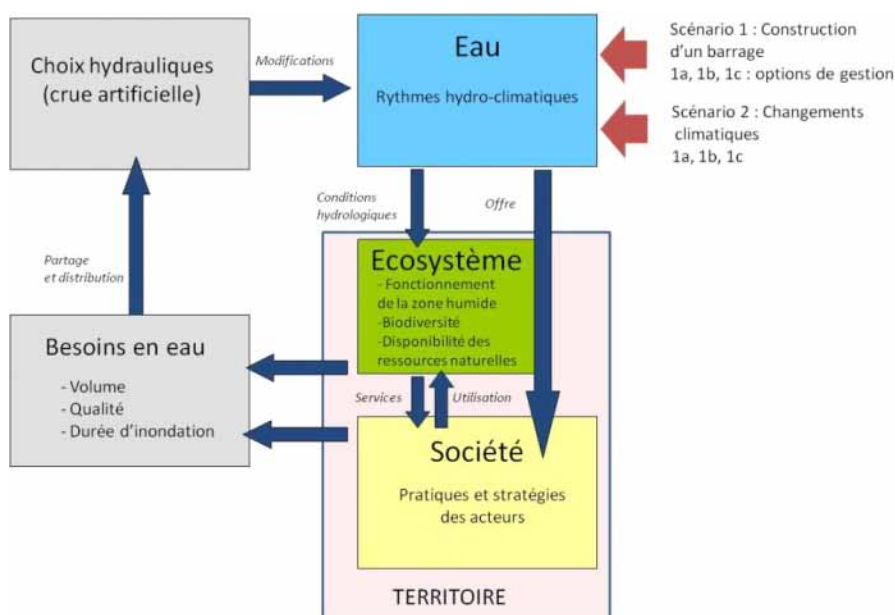 Choix hydrauliques
(crue artificielle)
Modifications
Eau
Rythmes hydro-climatiques
Scénario 1 : Construction
d'un barrage
1a, 1b, 1c : options de gestion
Scénario 2 : Changements
climatiques
1a, 1b, 1c
Conditions
hydrologiques
Offre
Partage
et distribution
Ecosystème
- Fonctionnement
de la zone humide
-Biodiversité
-Disponibilité des
ressources naturelles
Besoins en eau
- Volume
- Qualité
- Durée d'inondation
Services
Utilisation
Société
Pratiques et stratégies
des acteurs
TERRITOIRE